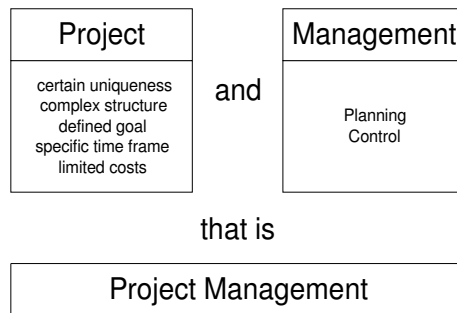 Project
certain uniqueness
complex structure
defined goal
specific time frame
limited costs
and
Management
Planning
Control
that is
Project Management